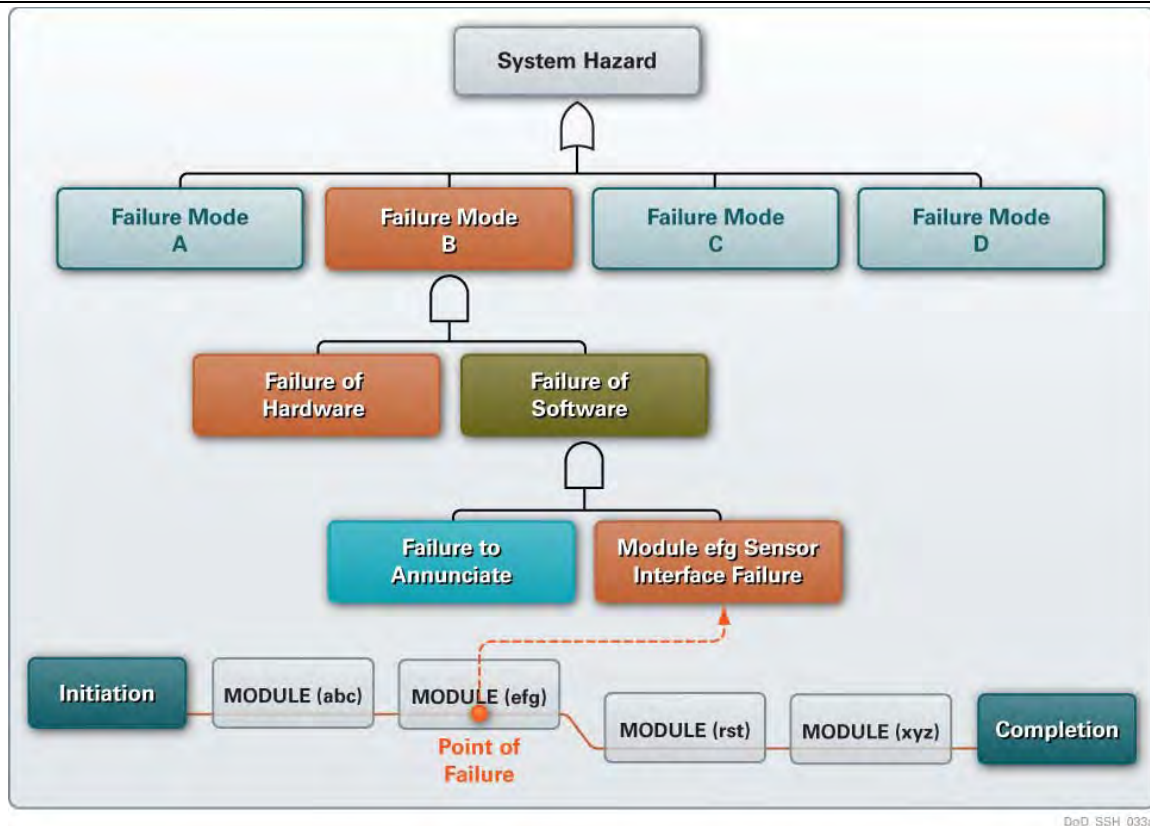 System Hazard
Failure Mode
A
Failure Mode
B
Failure Mode
C
Failure Mode
D
Failure of
Hardware
Failure of
Software
Failure to
Annunciate
Module efg Sensor
Interface Failure
Initiation
MODULE (abc)
MODULE (efg)
MODULE (rst)
MODULE (xyz)
Completion
Point of
Failure